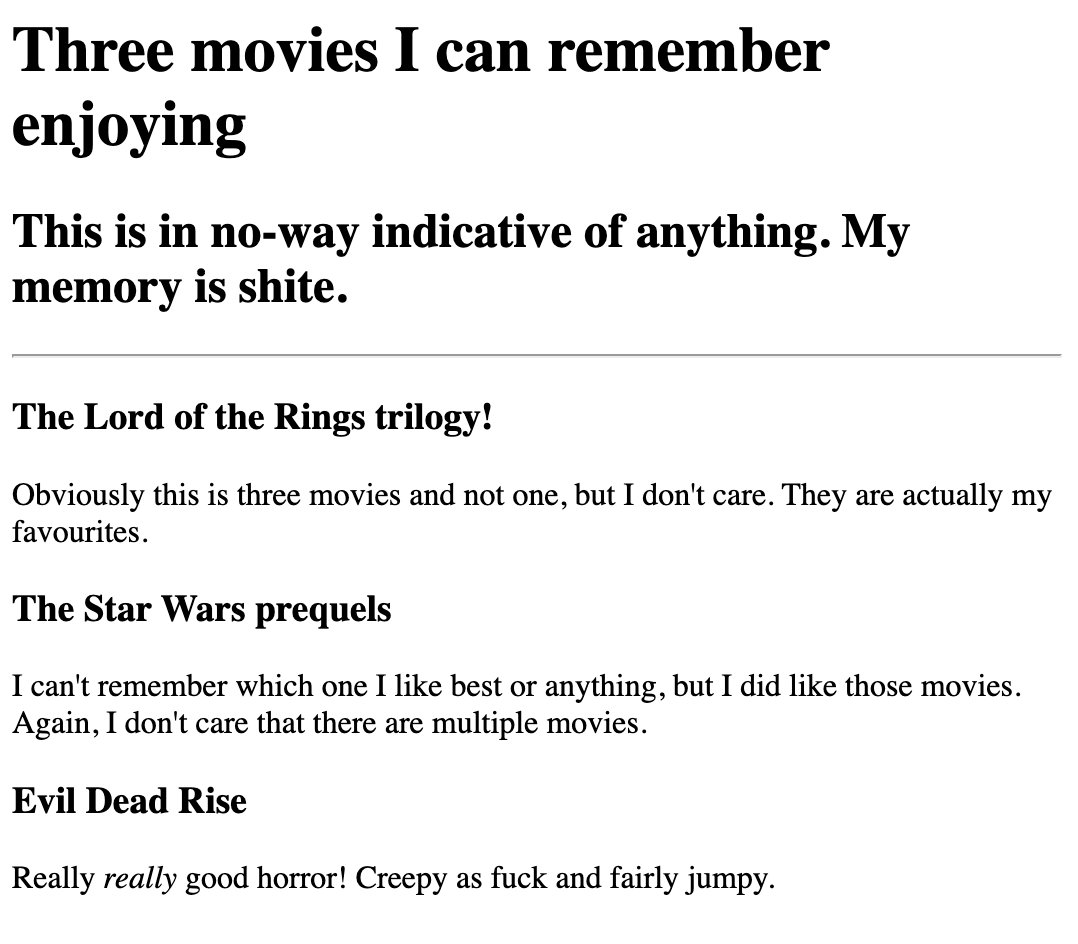 Three movies I can remember
enjoying
This is in no-way indicative of anything. My
memory is shite.
The Lord of the Rings trilogy!
Obviously this is three movies and not one, but I don't care. They are actually my
favourites.
The Star Wars prequels
I can't remember which one I like best or anything, but I did like those movies.
Again, I don't care that there are multiple movies.
Evil Dead Rise
Really really good horror! Creepy as fuck and fairly jumpy.